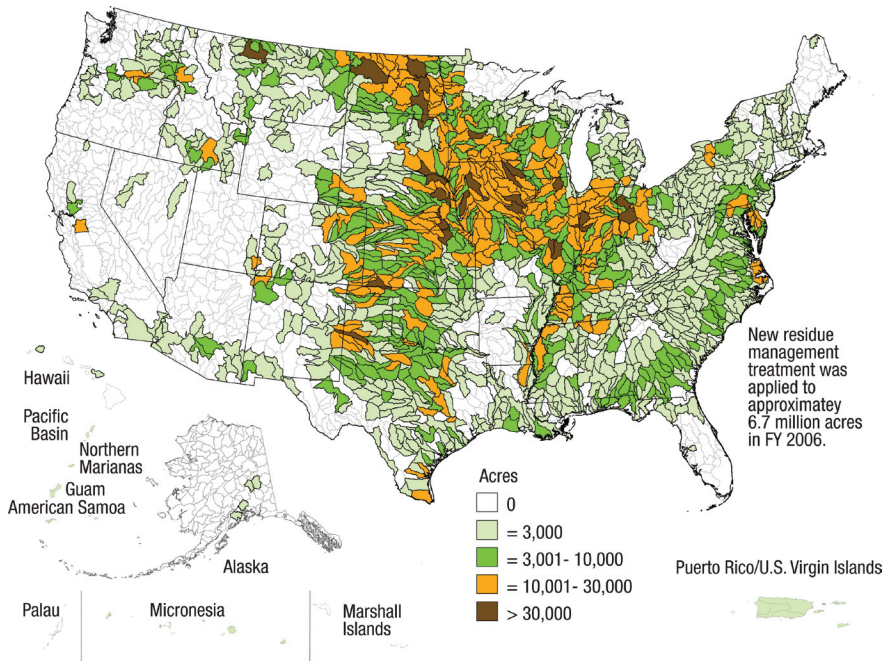 New residue
management
treatment was
applied to
approximatey
6.7 million acres
in FY 2006.
Hawaii
Pacific
Basin
Northern
Marianas
Guam
American Samoa
Alaska
Acres
0
= 3,000
= 3,001- 10,000
= 10,001- 30,000
> 30,000
Puerto Rico/U.S. Virgin Islands
Palau
Micronesia
Marshall
Islands